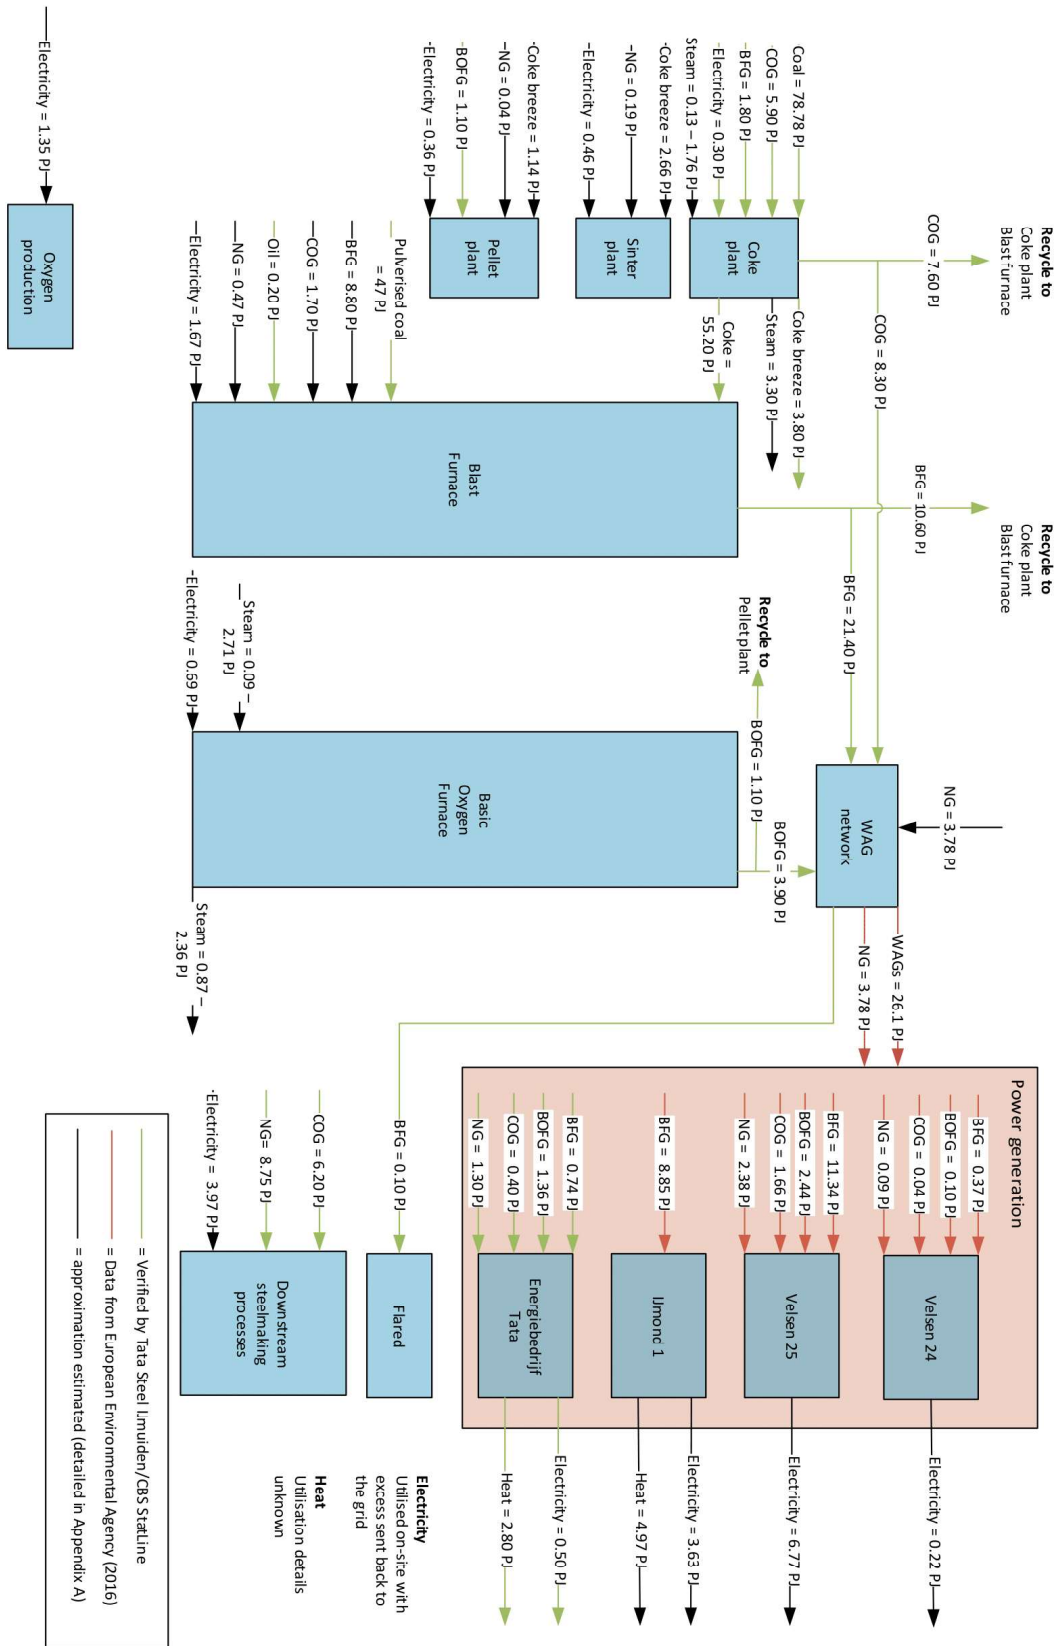 Recycle to
Coke plant
Blast furnace
COG = 7.60 PJ
COG = 8.30 PJ
Recycle to
Coke plant
Blast furnace
BFG = 10.60 PJ
BFG = 21.40 PJ
NG = 3.78 PJ
WAG
network
WAGs = 26.1 PJ
NG = 3.78 PJ
Coal = 78.78 PJ
COG = 5.90 PJ
BFG = 1.80 PJ
Electricity = 0.30 PJ
Steam = 0.13 – 1.76 PJ
Coke
plant
Coke breeze = 3.80 PJ
Steam = 3.30 PJ
Coke =
55.20 PJ
Coke breeze = 2.66 PJ
NG = 0.19 PJ
Electricity = 0.46 PJ
Sinter
plant
Coke breeze = 1.14 PJ
NG = 0.04 PJ
BOFG = 1.10 PJ
Electricity = 0.36 PJ
Pellet
plant
Pulverised coal
= 47 PJ
BFG = 8.80 PJ
COG = 1.70 PJ
Oil = 0.20 PJ
NG = 0.47 PJ
Electricity = 1.67 PJ
Blast
Furnace
Recycle to
Pellet plant
BOFG = 1.10 PJ
BOFG = 3.90 PJ
Steam = 0.09 –
2.71 PJ
Electricity = 0.59 PJ
Basic
Oxygen
Furnace
Steam = 0.87 –
2.36 PJ
Electricity = 1.35 PJ
Oxygen
production
Power generation
BFG = 0.37 PJ
BOFG = 0.10 PJ
COG = 0.04 PJ
NG = 0.09 PJ
Velsen 24
Electricity = 0.22 PJ
BFG = 11.34 PJ
BOFG = 2.44 PJ
COG = 1.66 PJ
NG = 2.38 PJ
Velsen 25
Electricity = 6.77 PJ
BFG = 8.85 PJ
IJmond 1
Electricity = 3.63 PJ
Heat = 4.97 PJ
BFG = 0.74 PJ
BOFG = 1.36 PJ
COG = 0.40 PJ
NG = 1.30 PJ
Energiebedrijf
Tata
Electricity = 0.50 PJ
Heat = 2.80 PJ
BFG = 0.10 PJ
Flared
COG = 6.20 PJ
NG= 8.75 PJ
Electricity = 3.97 PJ
Downstream
steelmaking
processes
Electricity
Utilised on-site with
excess sent back to
the grid
Heat
Utilisation details
unknown
= Verified by Tata Steel IJmuiden/CBS StatLine
= Data from European Environmental Agency (2016)
= approximation estimated (detailed in Appendix A)